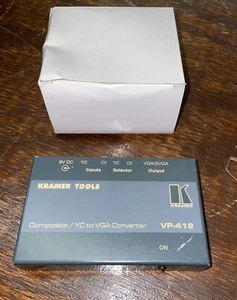 9V DC Y/C CV Y/C CV VGA/SVGA
Inputs Selector Output
KRAMER TOOLS
K
KRAMER
Composite / YC to VGA Converter VP-412
ON